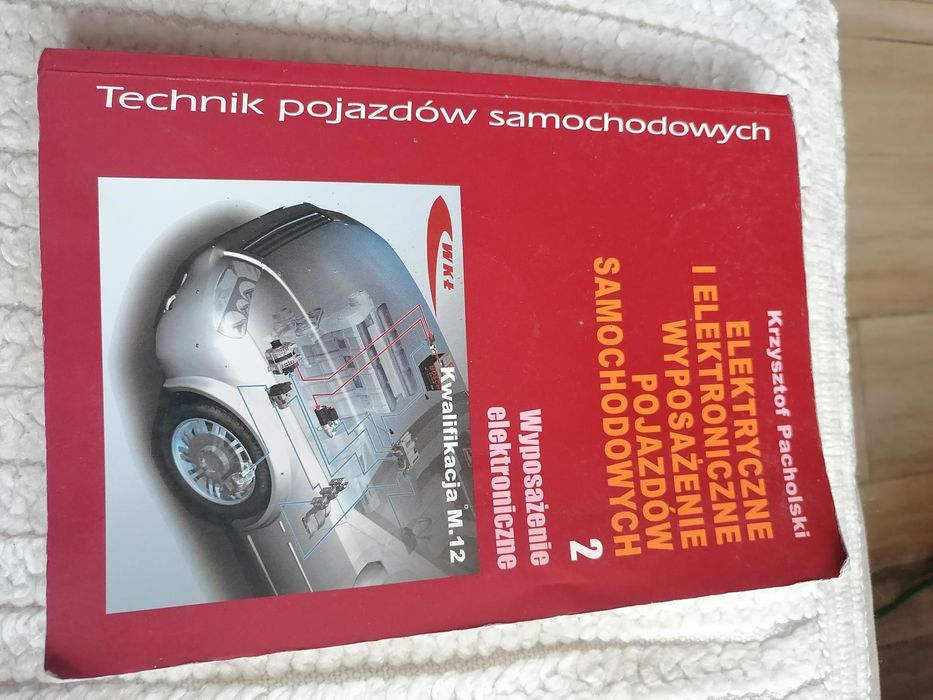 Technik pojazdów samochodowych
Krzysztof Pacholski
ELEKTRYCZNE
I ELEKTRONICZNE
WYPOSAŻENIE
POJAZDÓW
SAMOCHODOWYCH
2
Wyposażenie
elektroniczne
WKŁ
Kwalifikacja M.12